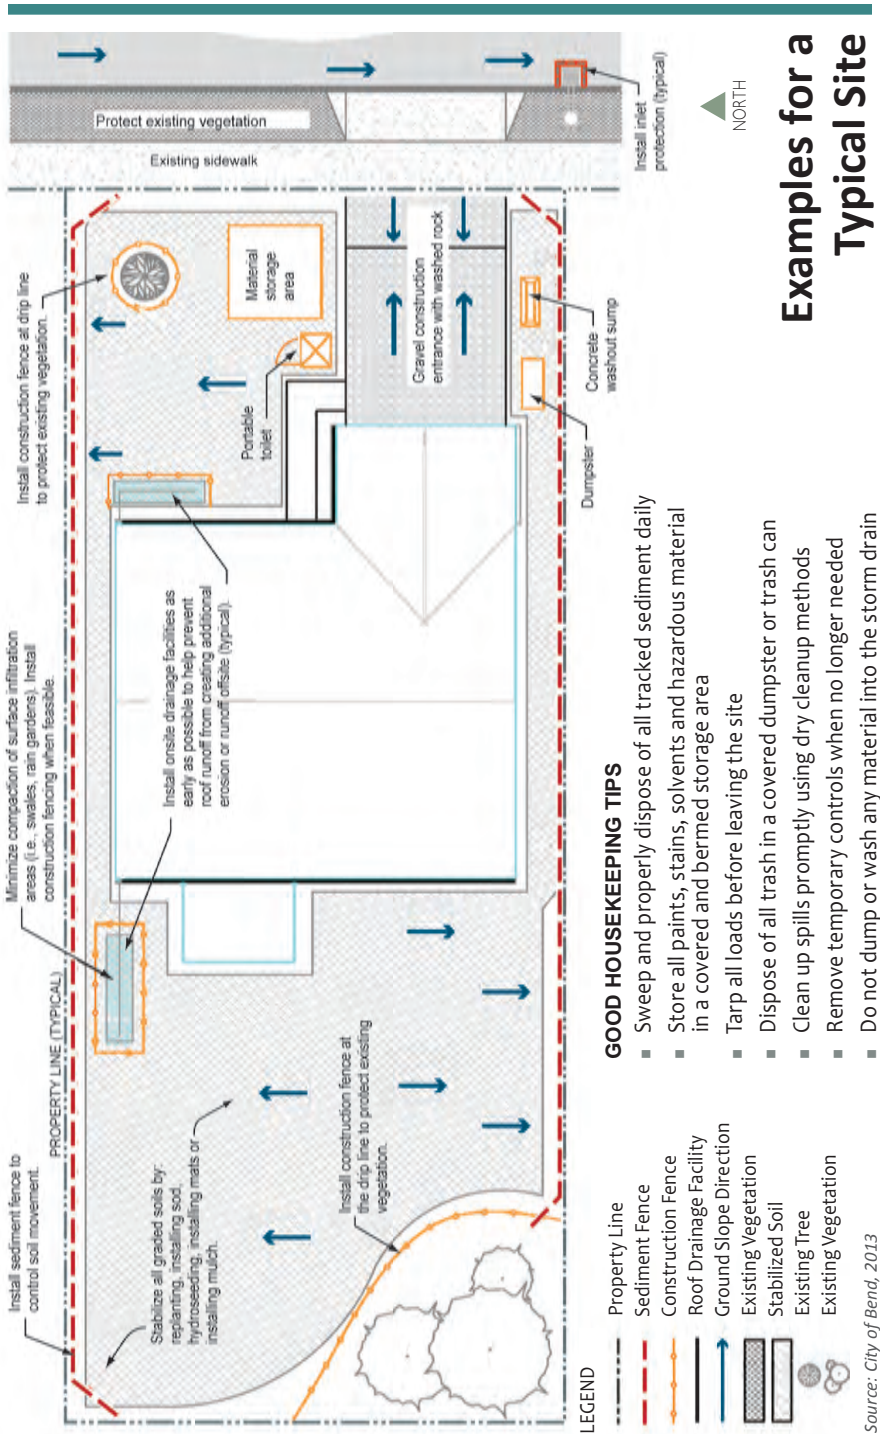 Examples for a
Typical Site
NORTH
Install sediment fence to
control soil movement.
PROPERTY LINE (TYPICAL)
Minimize compaction of surface infiltration
areas (i.e., swales, rain gardens). Install
construction fencing when feasible.
Install construction fence at drip line
to protect existing vegetation.
Existing sidewalk
Protect existing vegetation
Stabilize all graded soils by:
replanting, installing sod,
hydroseeding, installing mats or
installing mulch.
Install onsite drainage facilities as
early as possible to help prevent
roof runoff from creating additional
erosion or runoff offsite (typical).
Portable
toilet
Material
storage
area
Install construction fence at
the drip line to protect existing
vegetation.
Gravel construction
entrance with washed rock
Dumpster
Concrete
washout sump
Install inlet
protection (typical)
LEGEND
Property Line
Sediment Fence
Construction Fence
Roof Drainage Facility
Ground Slope Direction
Existing Vegetation
Stabilized Soil
Existing Tree
Existing Vegetation
Source: City of Bend, 2013
GOOD HOUSEKEEPING TIPS
▪ Sweep and properly dispose of all tracked sediment daily
▪ Store all paints, stains, solvents and hazardous material
in a covered and bermed storage area
▪ Tarp all loads before leaving the site
▪ Dispose of all trash in a covered dumpster or trash can
▪ Clean up spills promptly using dry cleanup methods
▪ Remove temporary controls when no longer needed
▪ Do not dump or wash any material into the storm drain